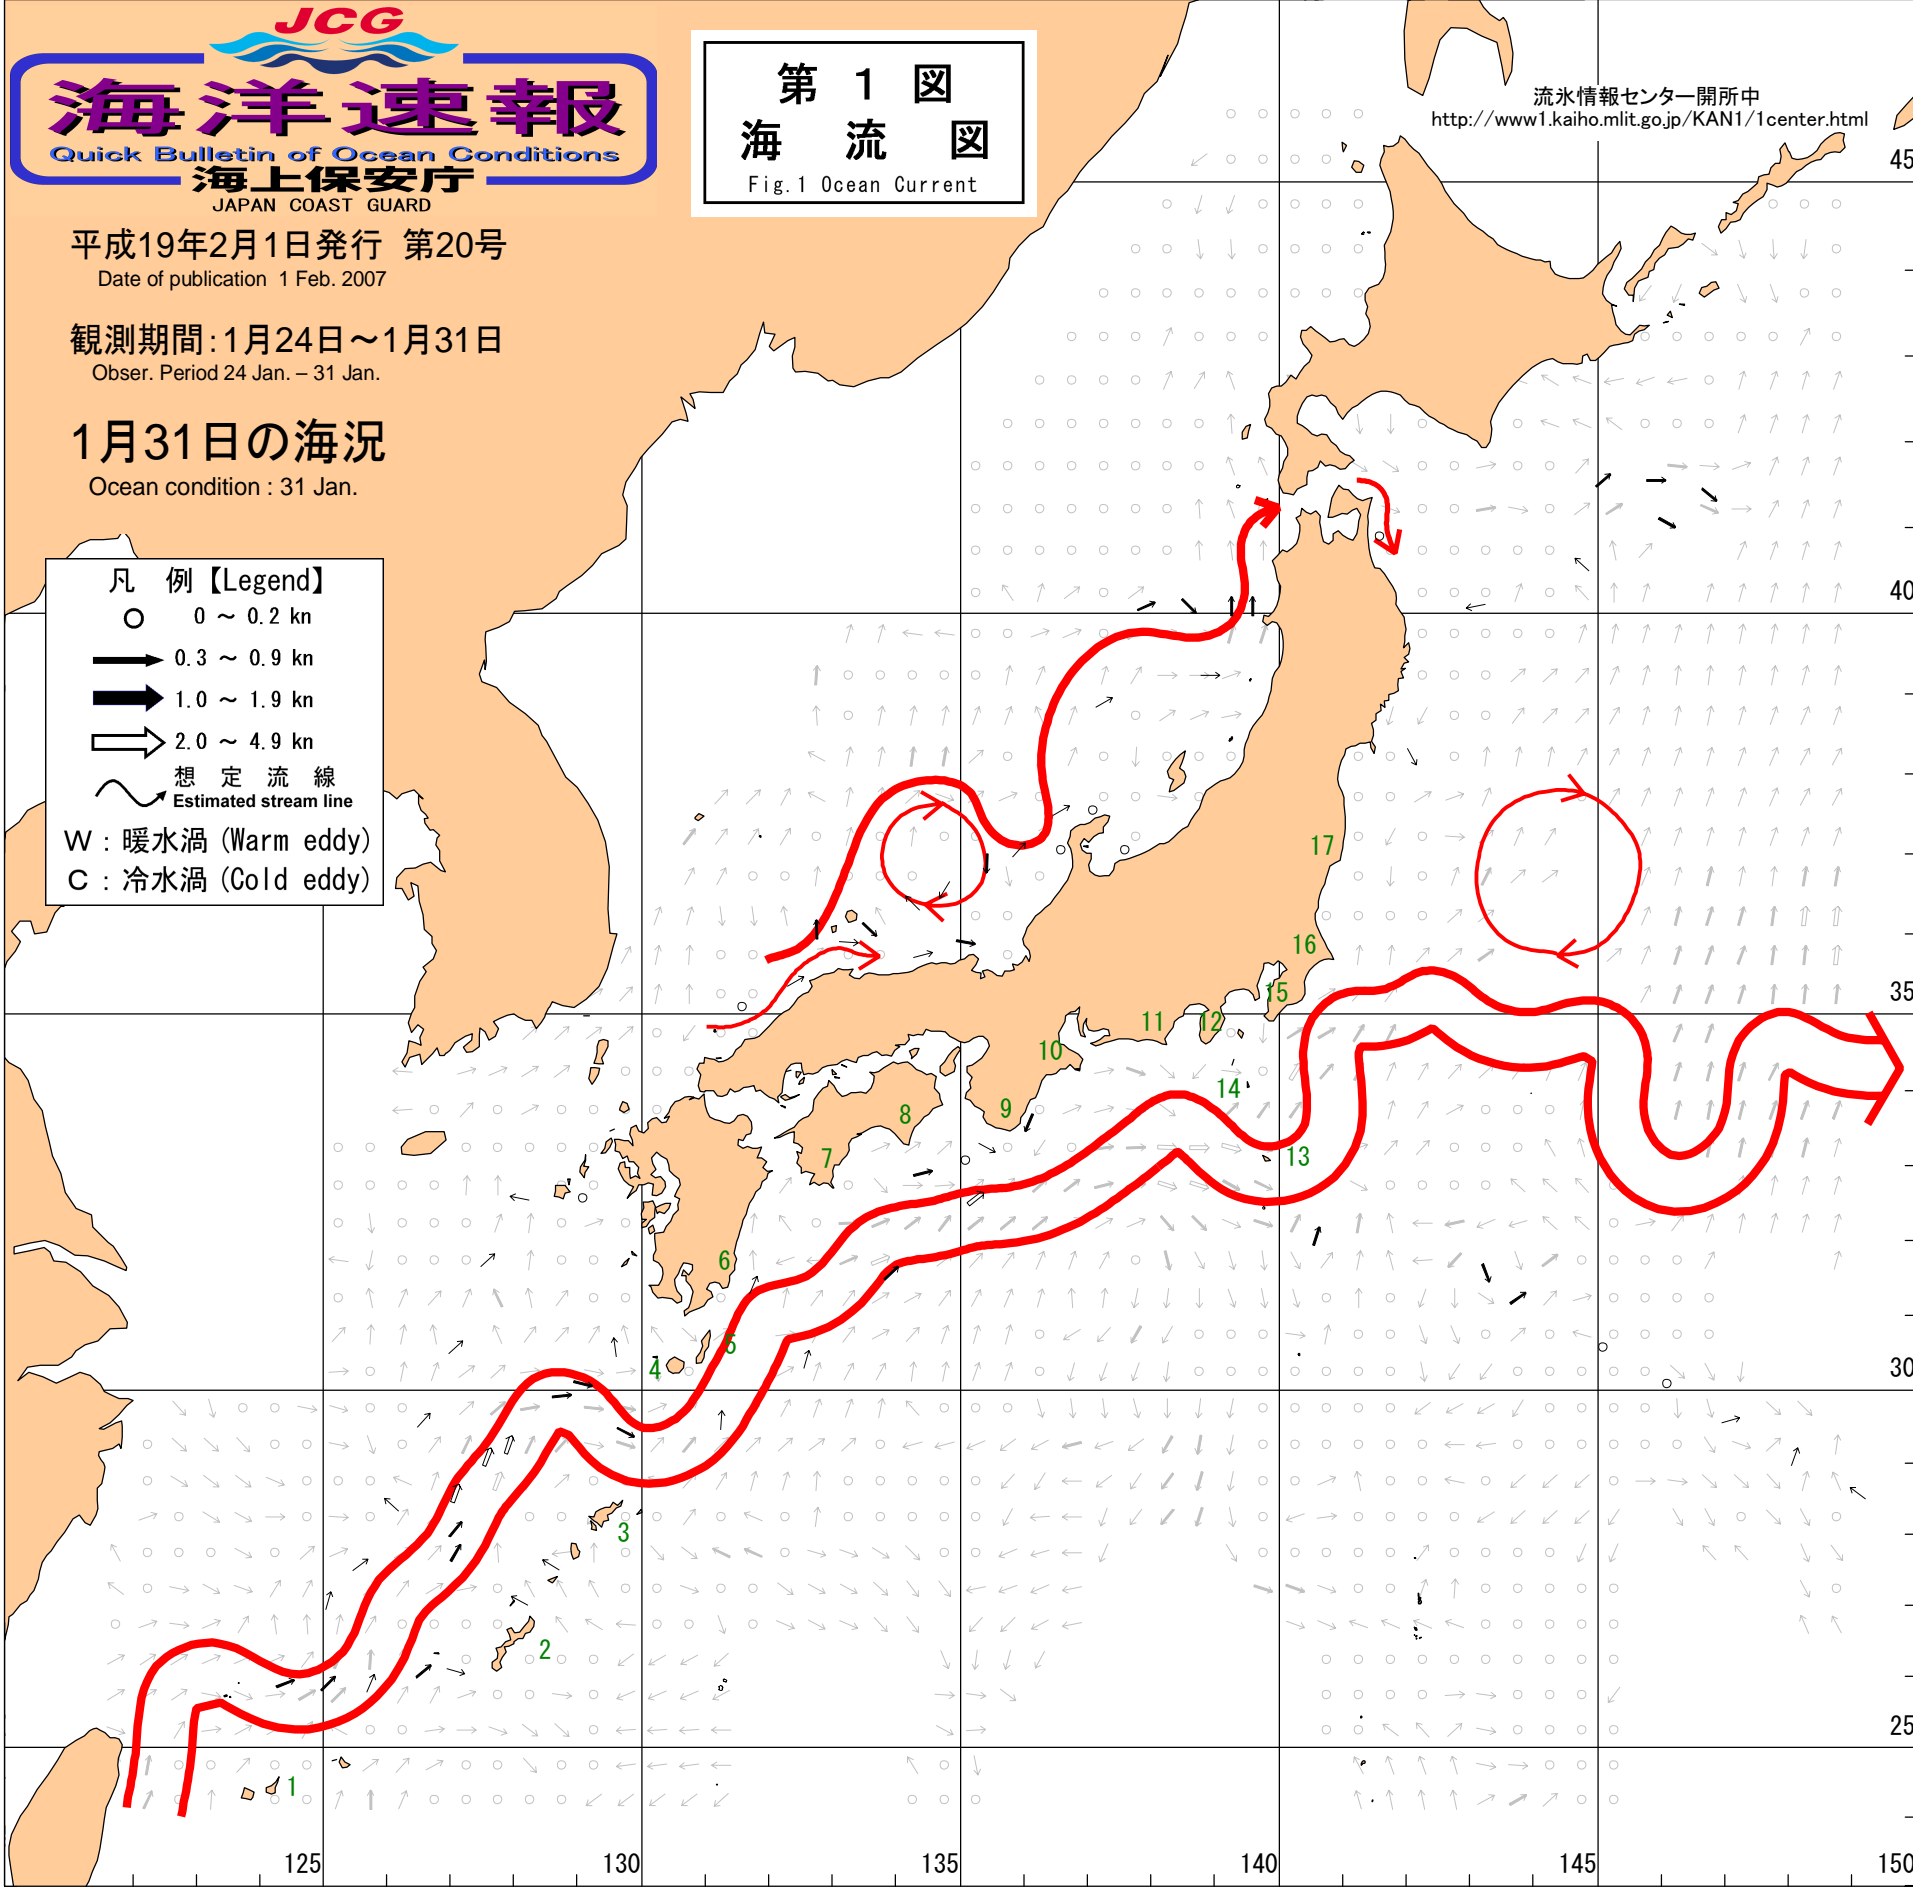 JCG
海洋速報
Quick Bulletin of Ocean Conditions
海上保安庁
JAPAN COAST GUARD
平成19年2月1日発行 第20号
Date of publication 1 Feb. 2007
観測期間：1月24日～1月31日
Obser. Period 24 Jan. – 31 Jan.
1月31日の海況
Ocean condition : 31 Jan.
第 1 図
海 流 図
Fig.1 Ocean Current
流氷情報センター開所中
http://www1.kaiho.mlit.go.jp/KAN1/1center.html
凡 例【Legend】
0 ～ 0.2 kn
0.3 ～ 0.9 kn
1.0 ～ 1.9 kn
2.0 ～ 4.9 kn
想 定 流 線
Estimated stream line
W : 暖水渦 (Warm eddy)
C : 冷水渦 (Cold eddy)
45
40
35
30
25
17
16
15
11
12
10
14
9
8
13
7
6
5
4
3
2
1
125
130
135
140
145
150